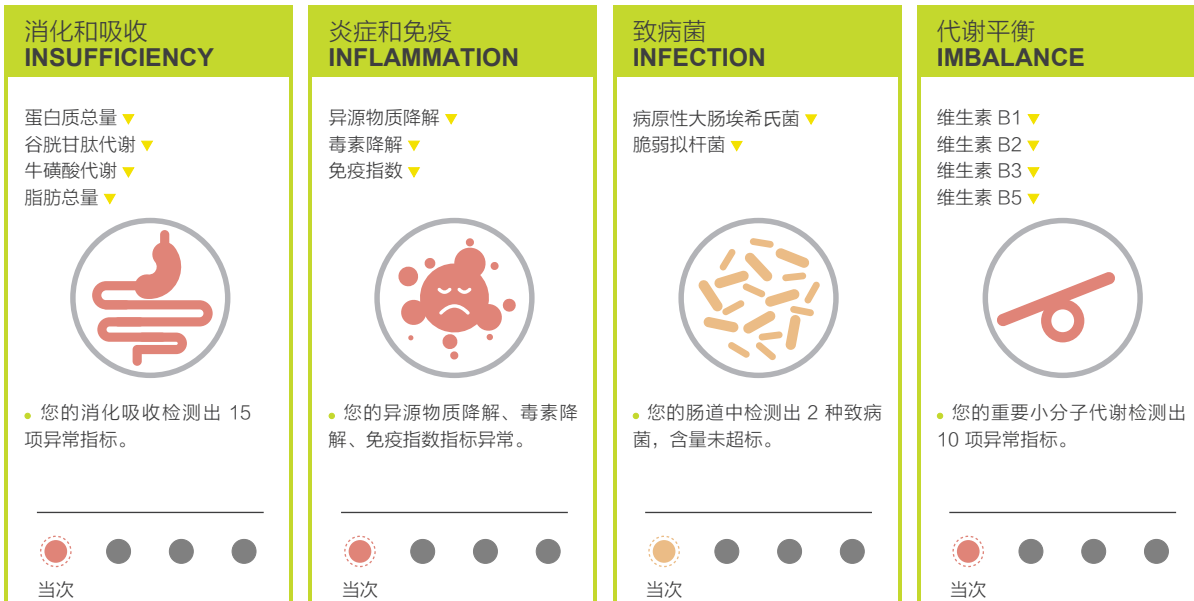 消化和吸收
INSUFFICIENCY
蛋白质总量
谷胱甘肽代谢
牛磺酸代谢
脂肪总量
您的消化吸收检测出 15
项异常指标。
当次
炎症和免疫
INFLAMMATION
异源物质降解
毒素降解
免疫指数
您的异源物质降解、毒素降
解、免疫指数指标异常。
当次
致病菌
INFECTION
病原性大肠埃希氏菌
脆弱拟杆菌
您的肠道中检测出 2 种致病
菌，含量未超标。
当次
代谢平衡
IMBALANCE
维生素 B1
维生素 B2
维生素 B3
维生素 B5
您的重要小分子代谢检测出
10 项异常指标。
当次